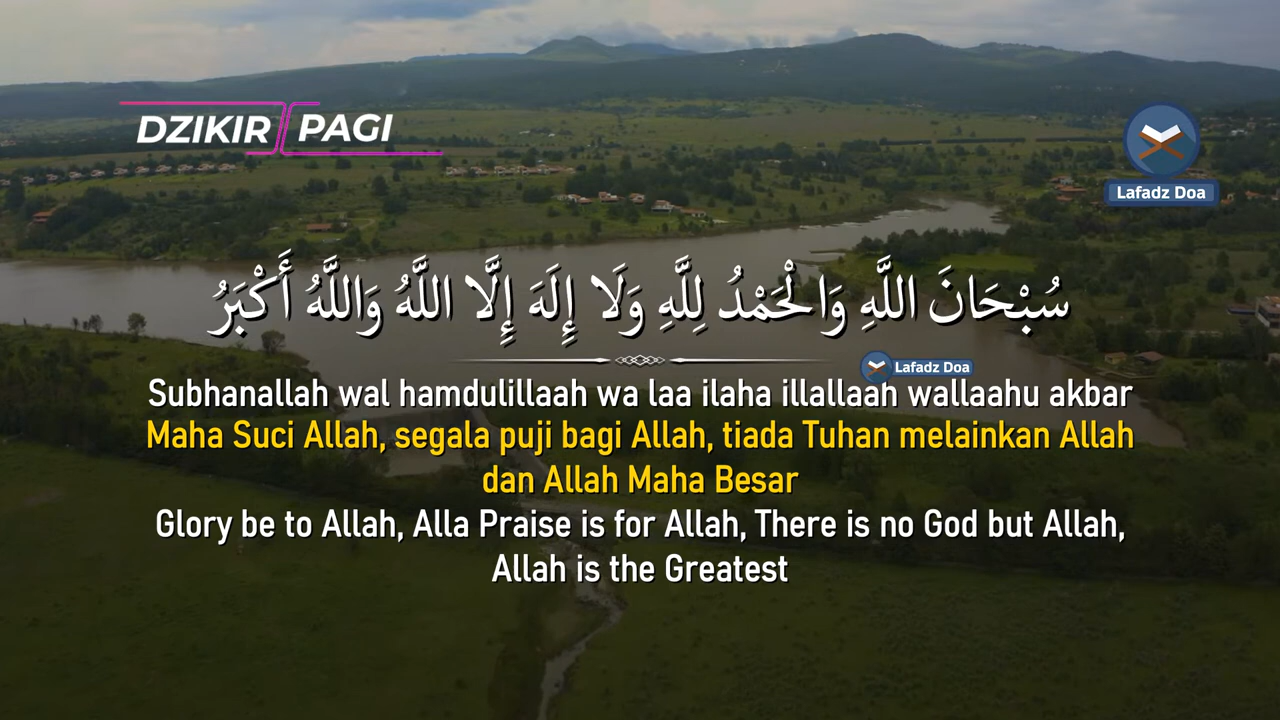 DZIKIR PAGI
Lafadz Doa
سُبْحَانَ اللَّهِ وَالْحَمْدُ لِلَّهِ وَلَا إِلَهَ إِلَّا اللَّهُ وَاللَّهُ أَكْبَرُ
Lafadz Doa
Subhanallah wal hamdulillaah wa laa ilaha illallaah wallaahu akbar
Maha Suci Allah, segala puji bagi Allah, tiada Tuhan melainkan Allah
dan Allah Maha Besar
Glory be to Allah, Alla Praise is for Allah, There is no God but Allah,
Allah is the Greatest